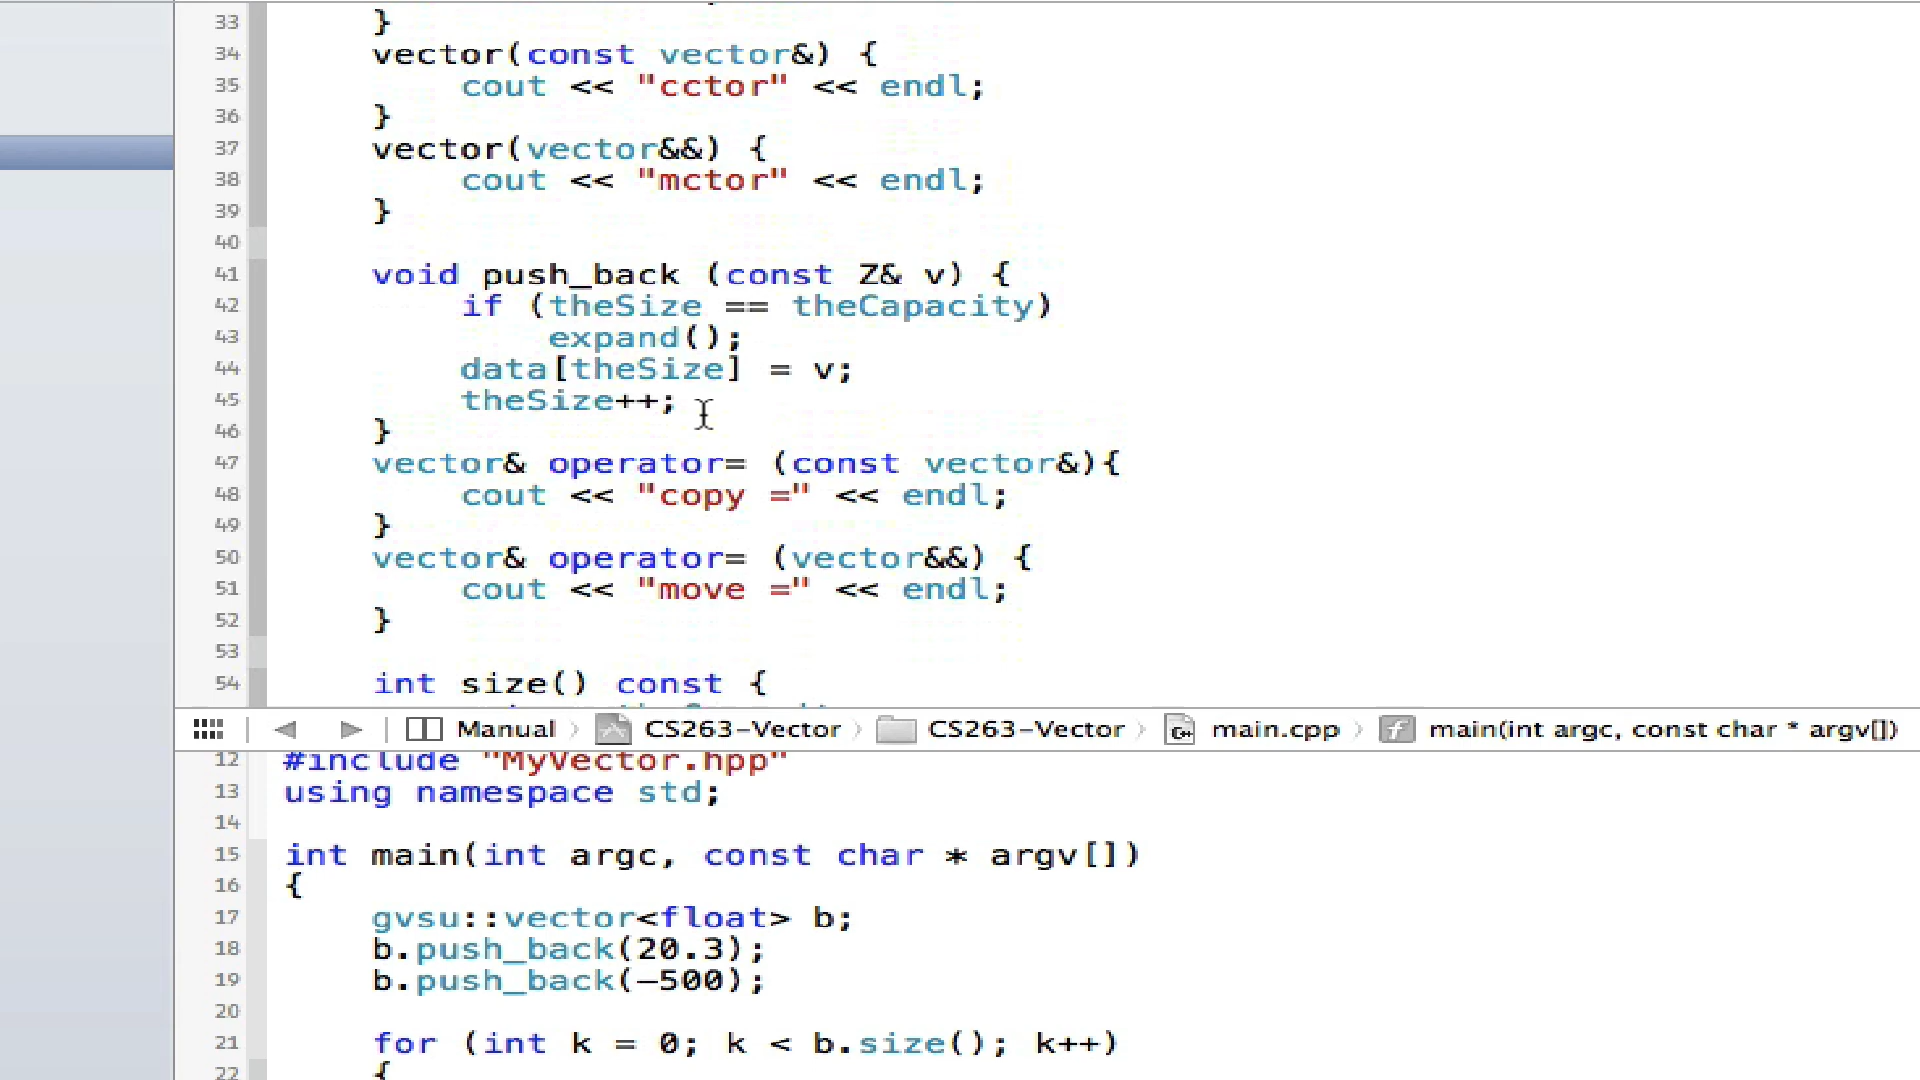 33 }
34 vector(const vector&) {
35 cout << "cctor" << endl;
36 }
37 vector(vector&&) {
38 cout << "mctor" << endl;
39 }
40
41 void push_back (const Z& v) {
42 if (theSize == theCapacity)
43 expand();
44 data[theSize] = v;
45 theSize++;
46 }
47 vector& operator= (const vector&){
48 cout << "copy =" << endl;
49 }
50 vector& operator= (vector&&) {
51 cout << "move =" << endl;
52 }
53
54 int size() const {
Manual CS263-Vector CS263-Vector main.cpp main(int argc, const char * argv[])
12 #include "MyVector.hpp"
13 using namespace std;
14
15 int main(int argc, const char * argv[])
16 {
17 gvsu::vector<float> b;
18 b.push_back(20.3);
19 b.push_back(-500);
20
21 for (int k = 0; k < b.size(); k++)
22 {